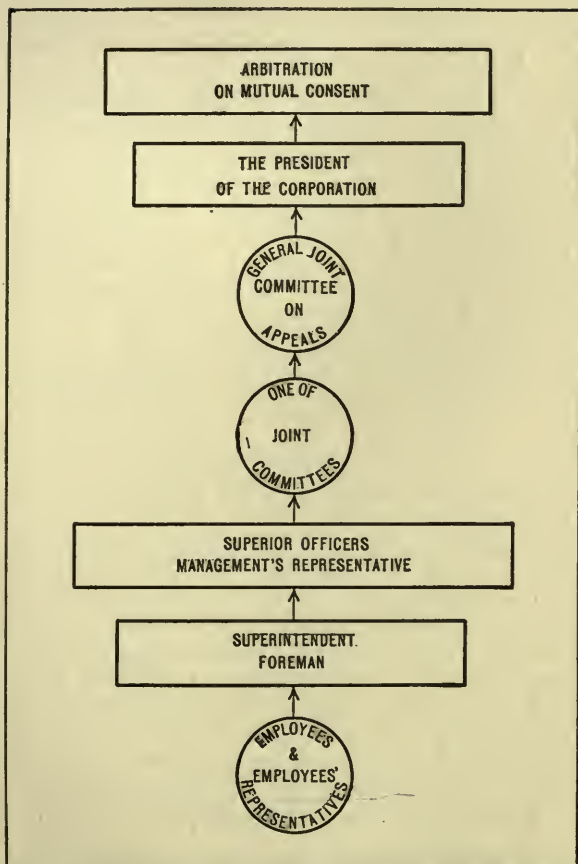 ARBITRATION
ON MUTUAL CONSENT
THE PRESIDENT
OF THE CORPORATION
GENERAL JOINT
COMMITTEE
ON
APPEALS
ONE OF
JOINT
COMMITTEES
SUPERIOR OFFICERS
MANAGEMENT'S REPRESENTATIVE
SUPERINTENDENT.
FOREMAN
EMPLOYEES
&
EMPLOYEES'
REPRESENTATIVES